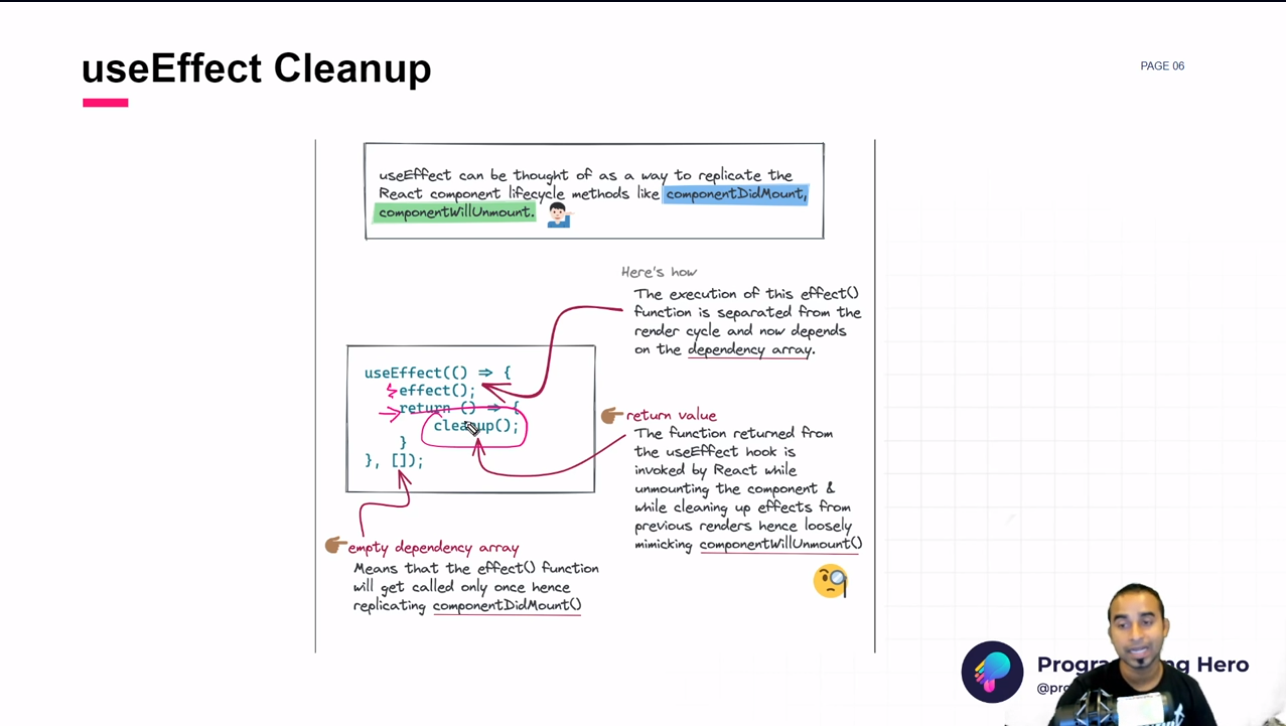 useEffect Cleanup
PAGE 06
useEffect can be thought of as a way to replicate the
React component lifecycle methods like componentDidMount,
componentWillUnmount.
Here's how
The execution of this effect()
function is separated from the
render cycle and now depends
on the dependency array.
useEffect(() => {
effect();
return () => {
cleanup();
}
}, []);
return value
The function returned from
the useEffect hook is
invoked by React while
unmounting the component &
while cleaning up effects from
previous renders hence loosely
mimicking componentWillUnmount()
empty dependency array
Means that the effect() function
will get called only once hence
replicating componentDidMount()
Hero